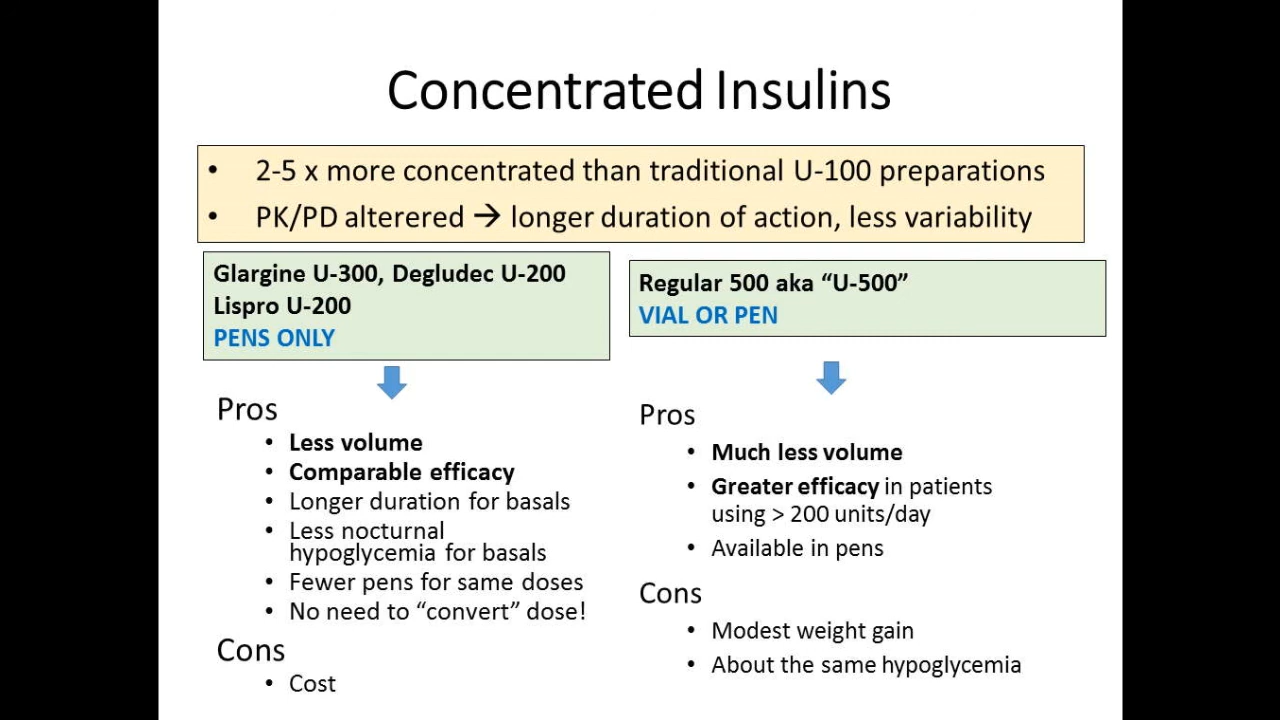 Concentrated Insulins
• 2-5 x more concentrated than traditional U-100 preparations
• PK/PD alterered → longer duration of action, less variability
Glargine U-300, Degludec U-200
Lispro U-200
PENS ONLY
Pros
• Less volume
• Comparable efficacy
• Longer duration for basals
• Less nocturnal
hypoglycemia for basals
• Fewer pens for same doses
• No need to “convert” dose!
Cons
• Cost
Regular 500 aka “U-500”
VIAL OR PEN
Pros
• Much less volume
• Greater efficacy in patients
using > 200 units/day
• Available in pens
Cons
• Modest weight gain
• About the same hypoglycemia